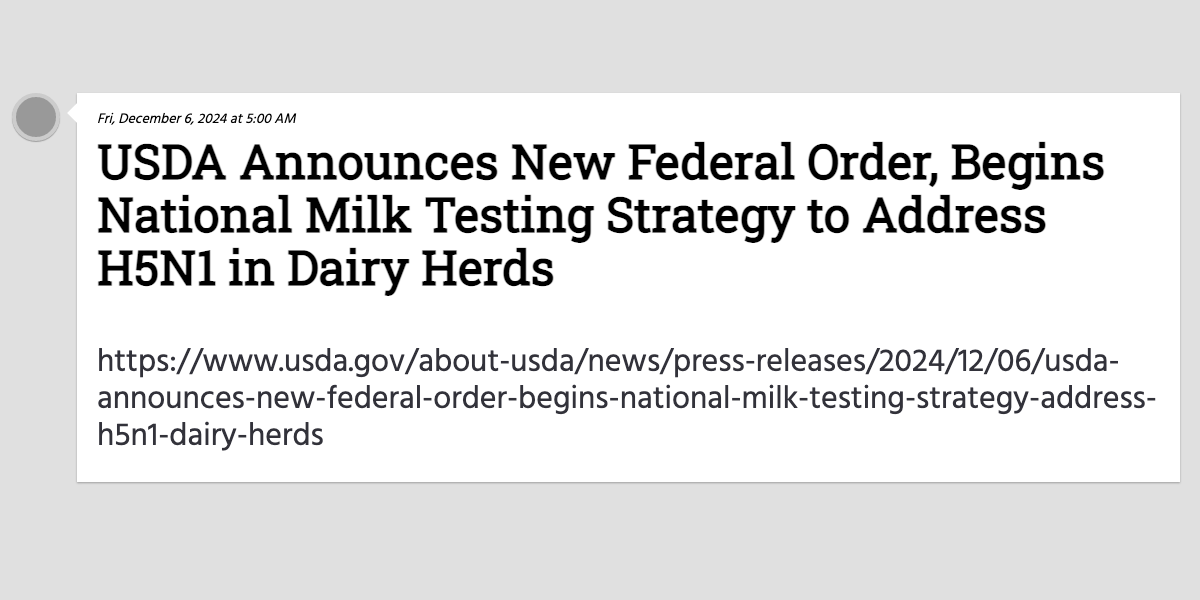 Fri, December 6, 2024 at 5:00 AM
USDA Announces New Federal Order, Begins
National Milk Testing Strategy to Address
H5N1 in Dairy Herds
https://www.usda.gov/about-usda/news/press-releases/2024/12/06/usda-
announces-new-federal-order-begins-national-milk-testing-strategy-address-
h5n1-dairy-herds